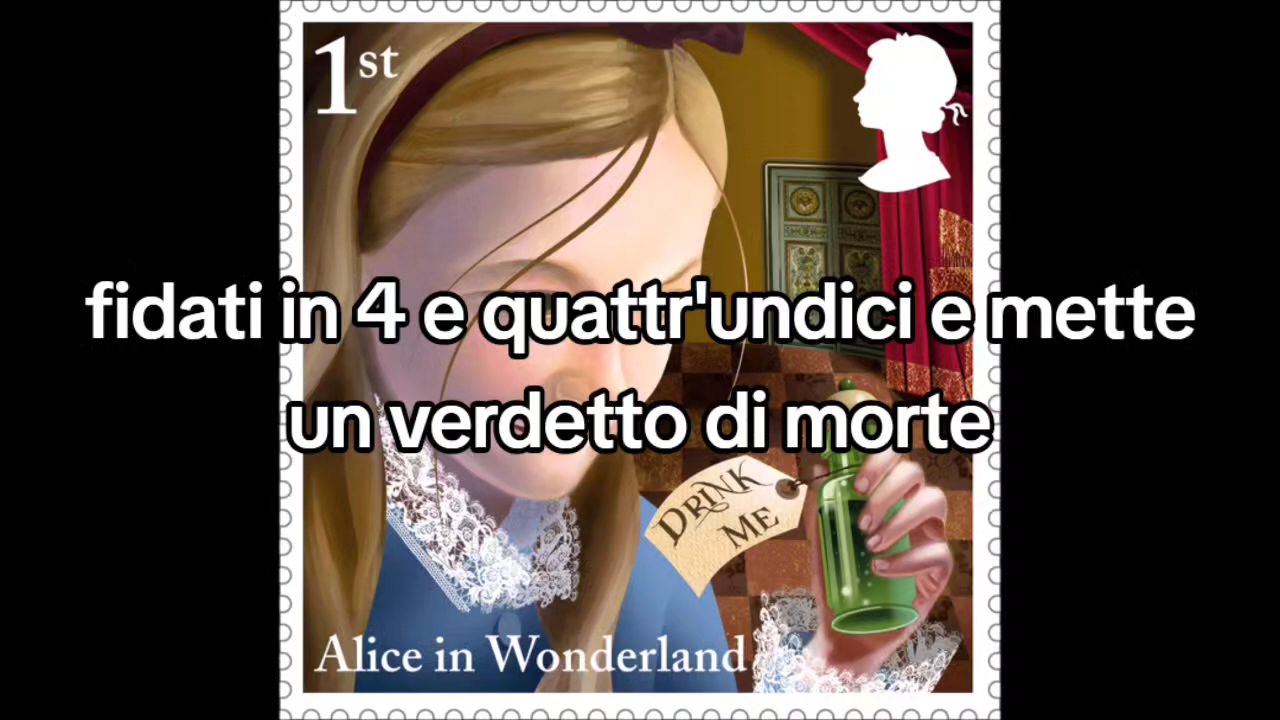 1st
fidati in 4 e quattr'undici e mette
un verdetto di morte
DRINK
ME
Alice in Wonderland